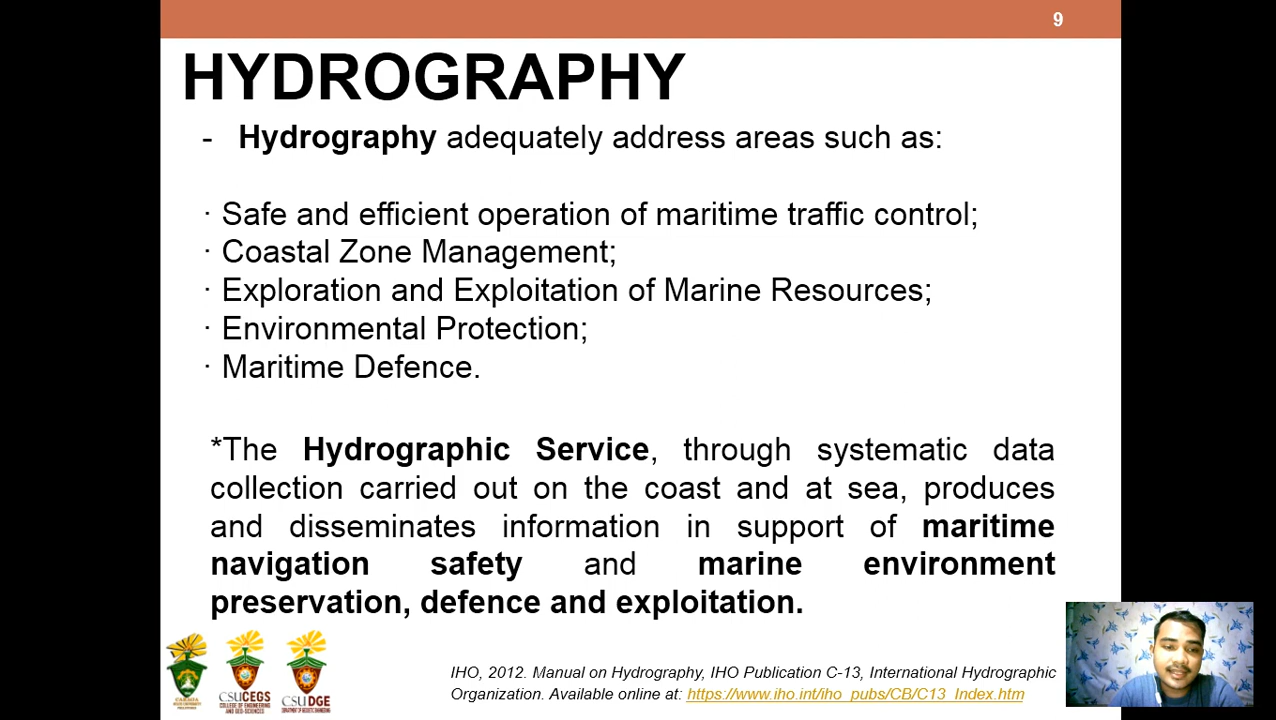 9
HYDROGRAPHY
- Hydrography adequately address areas such as:
· Safe and efficient operation of maritime traffic control;
· Coastal Zone Management;
· Exploration and Exploitation of Marine Resources;
· Environmental Protection;
· Maritime Defence.
*The Hydrographic Service, through systematic data
collection carried out on the coast and at sea, produces
and disseminates information in support of maritime
navigation safety and marine environment
preservation, defence and exploitation.
CSUCEGS
CSUDGE
IHO, 2012. Manual on Hydrography, IHO Publication C-13, International Hydrographic
Organization. Available online at: https://www.iho.int/iho_pubs/CB/C13_Index.htm